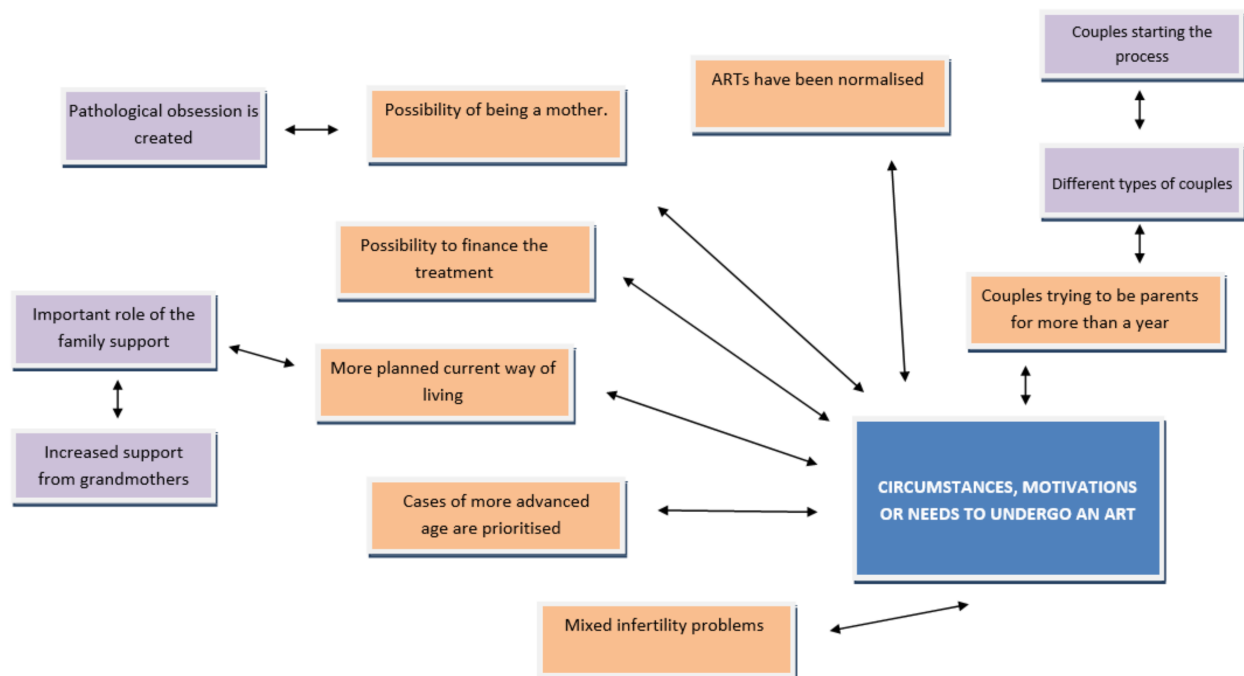 Couples starting the
process
ARTs have been normalised
Pathological obsession is
created
Possibility of being a mother.
Different types of couples
Possibility to finance the
treatment
Couples trying to be parents
for more than a year
Important role of the
family support
More planned current way of
living
Increased support
from grandmothers
CIRCUMSTANCES, MOTIVATIONS
OR NEEDS TO UNDERGO AN ART
Cases of more advanced
age are prioritised
Mixed infertility problems